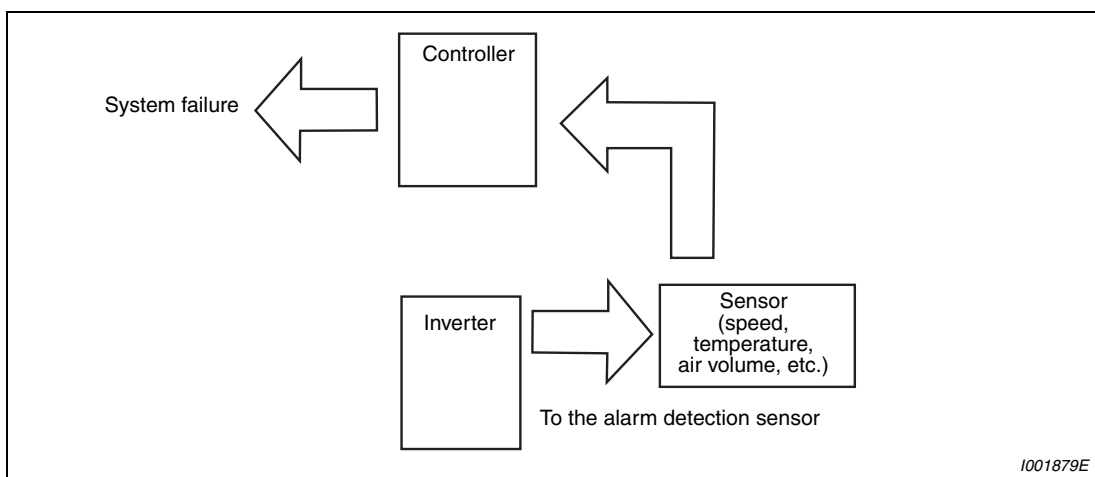 Controller
System failure
Inverter
Sensor
(speed,
temperature,
air volume, etc.)
To the alarm detection sensor
I001879E